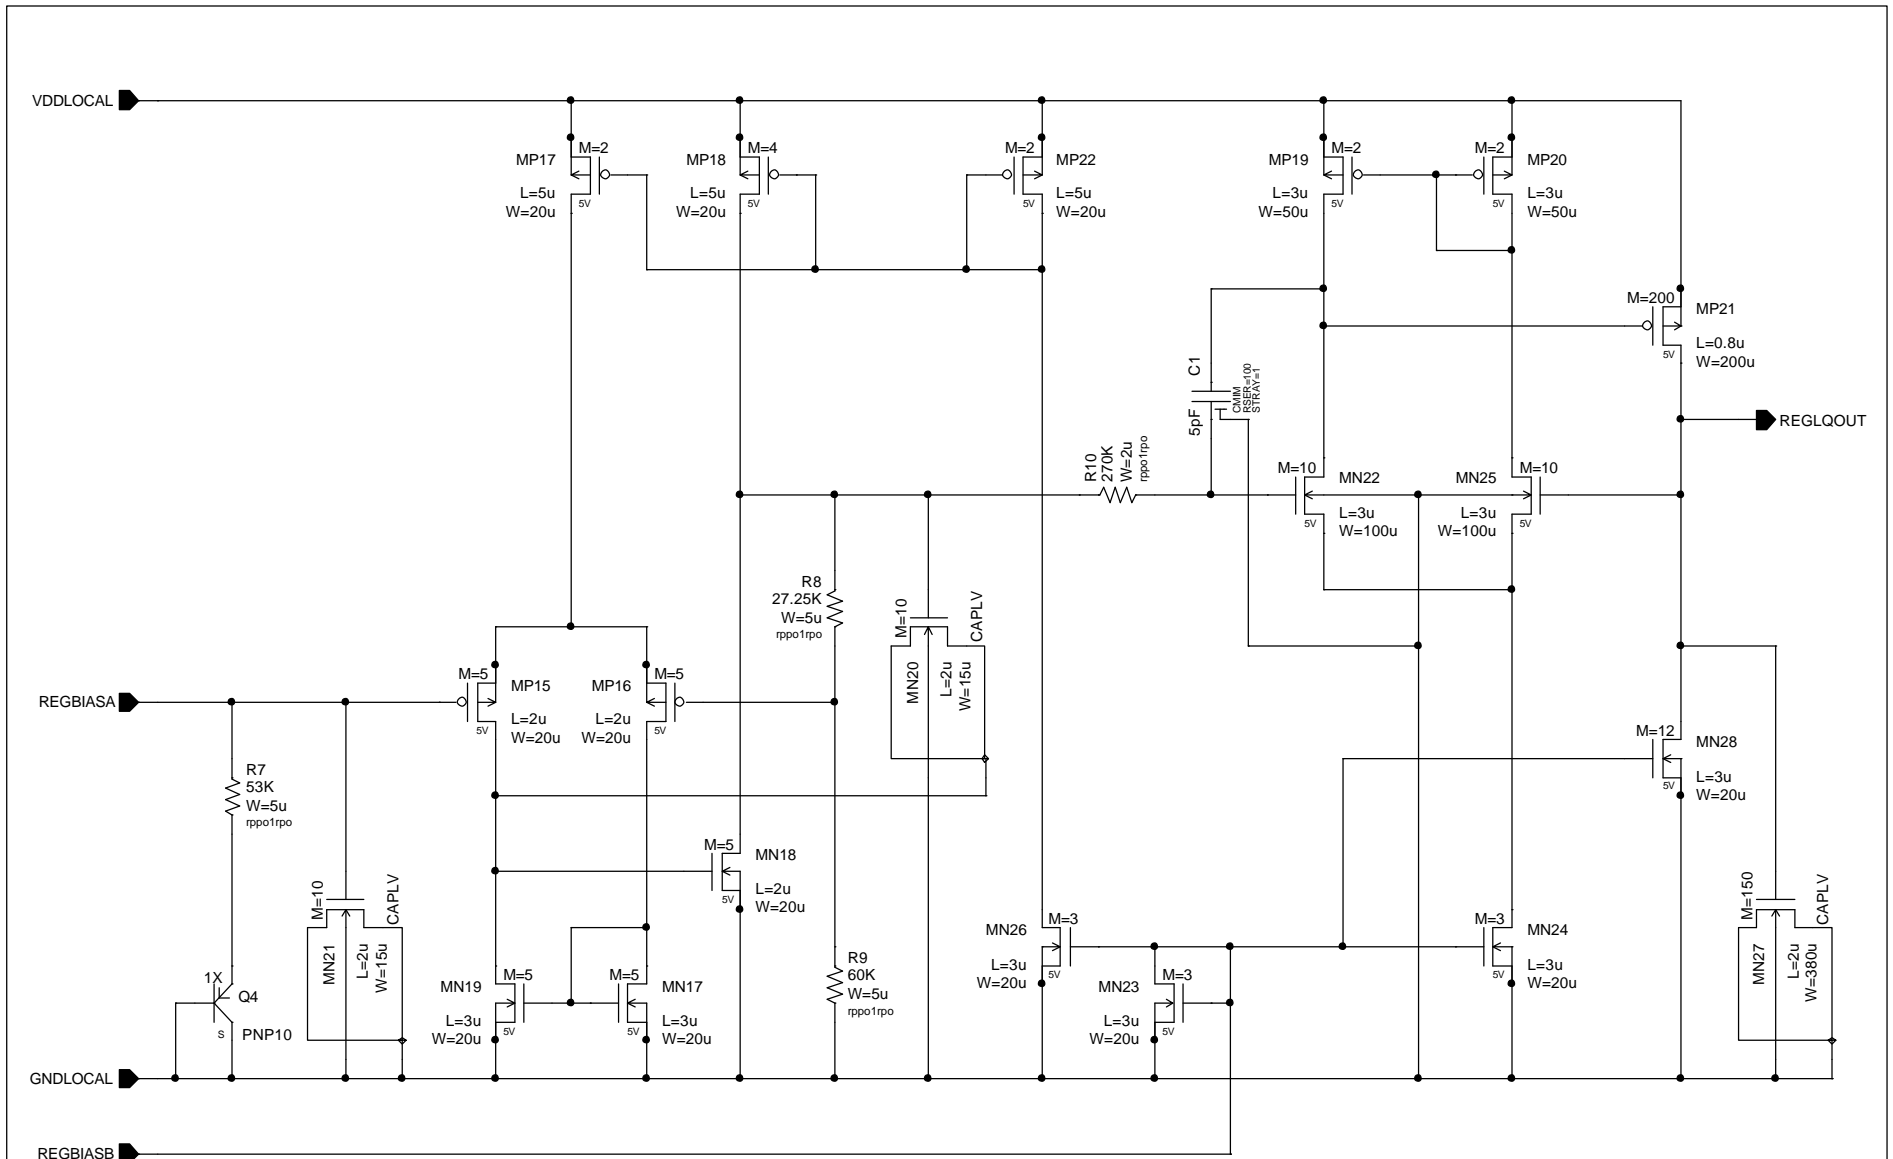 VDDLOCAL
M=2
MP17
L=5u
5V
W=20u
M=4
MP18
L=5u
5V
W=20u
M=2
MP22
L=5u
5V
W=20u
M=2
MP19
L=3u
5V
W=50u
M=2
MP20
L=3u
5V
W=50u
M=200
MP21
L=0.8u
5V
W=200u
REGLQOUT
C1
5pF
CMIM
RSER=100
STRAY=1
R10
270K
W=2u
rppo1rpo
M=10
MN22
L=3u
5V
W=100u
M=10
MN25
L=3u
5V
W=100u
R8
27.25K
W=5u
rppo1rpo
M=10
CAPLV
MN20
L=2u
W=15u
REGBIASA
M=5
MP15
L=2u
5V
W=20u
M=5
MP16
L=2u
5V
W=20u
M=12
MN28
L=3u
5V
W=20u
R7
53K
W=5u
rppo1rpo
M=5
MN18
L=2u
5V
W=20u
M=10
CAPLV
MN21
L=2u
W=15u
1X
Q4
S
PNP10
M=5
MN19
L=3u
5V
W=20u
M=5
MN17
L=3u
5V
W=20u
R9
60K
W=5u
rppo1rpo
M=3
MN26
L=3u
5V
W=20u
M=3
MN23
L=3u
5V
W=20u
M=3
MN24
L=3u
5V
W=20u
M=150
CAPLV
MN27
L=2u
W=380u
GNDLOCAL
REGBIASB